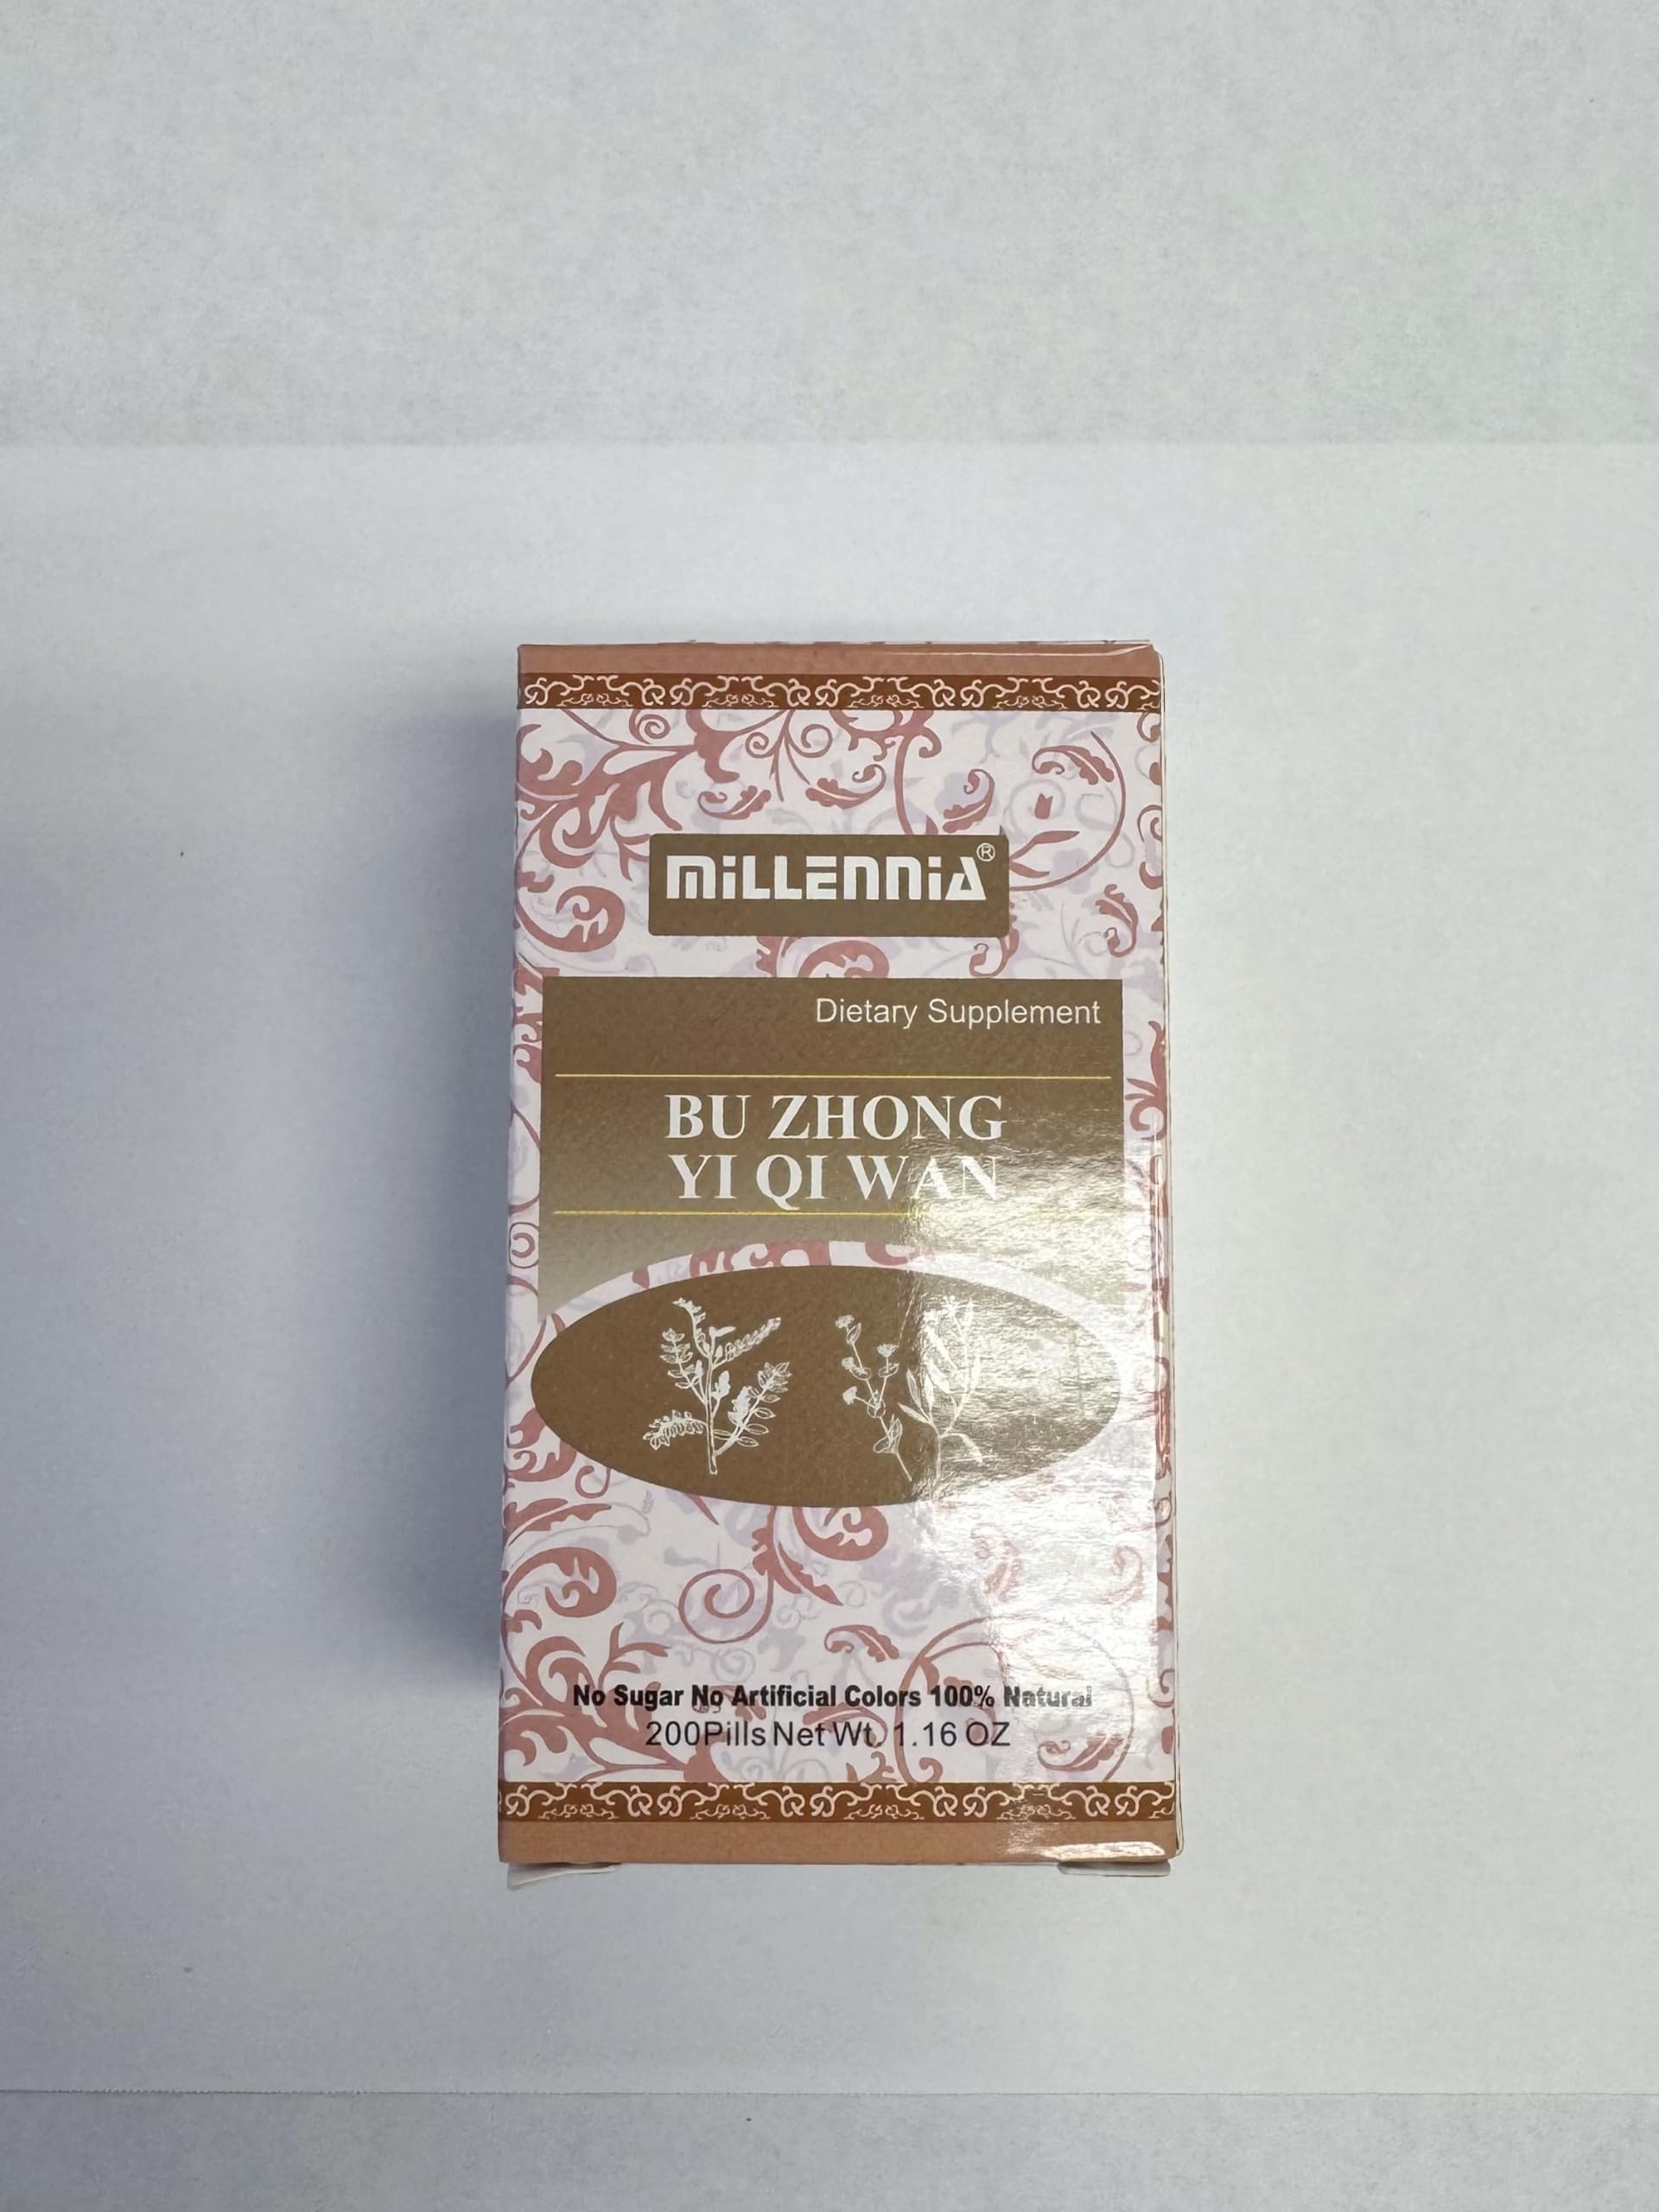 MiLLEnniA®
Dietary Supplement
BU ZHONG
YI QI WAN
No Sugar No Artificial Colors 100% Natural
200Pills Net Wt. 1.16 OZ